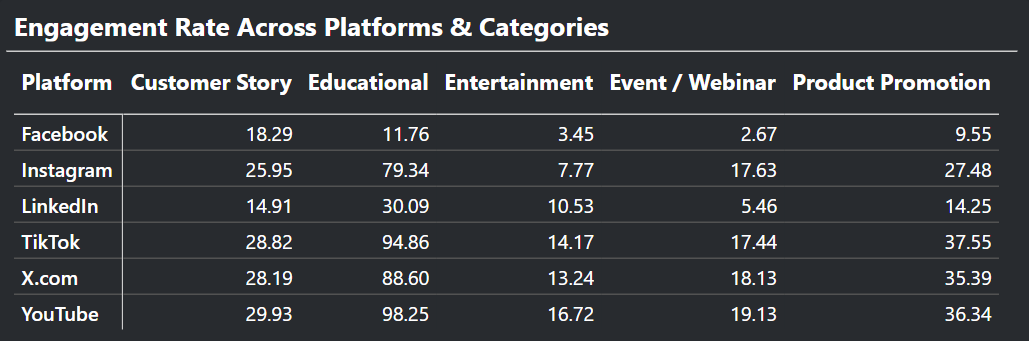 Engagement Rate Across Platforms & Categories
Platform Customer Story Educational Entertainment Event / Webinar Product Promotion
Facebook 18.29 11.76 3.45 2.67 9.55
Instagram 25.95 79.34 7.77 17.63 27.48
LinkedIn 14.91 30.09 10.53 5.46 14.25
TikTok 28.82 94.86 14.17 17.44 37.55
X.com 28.19 88.60 13.24 18.13 35.39
YouTube 29.93 98.25 16.72 19.13 36.34